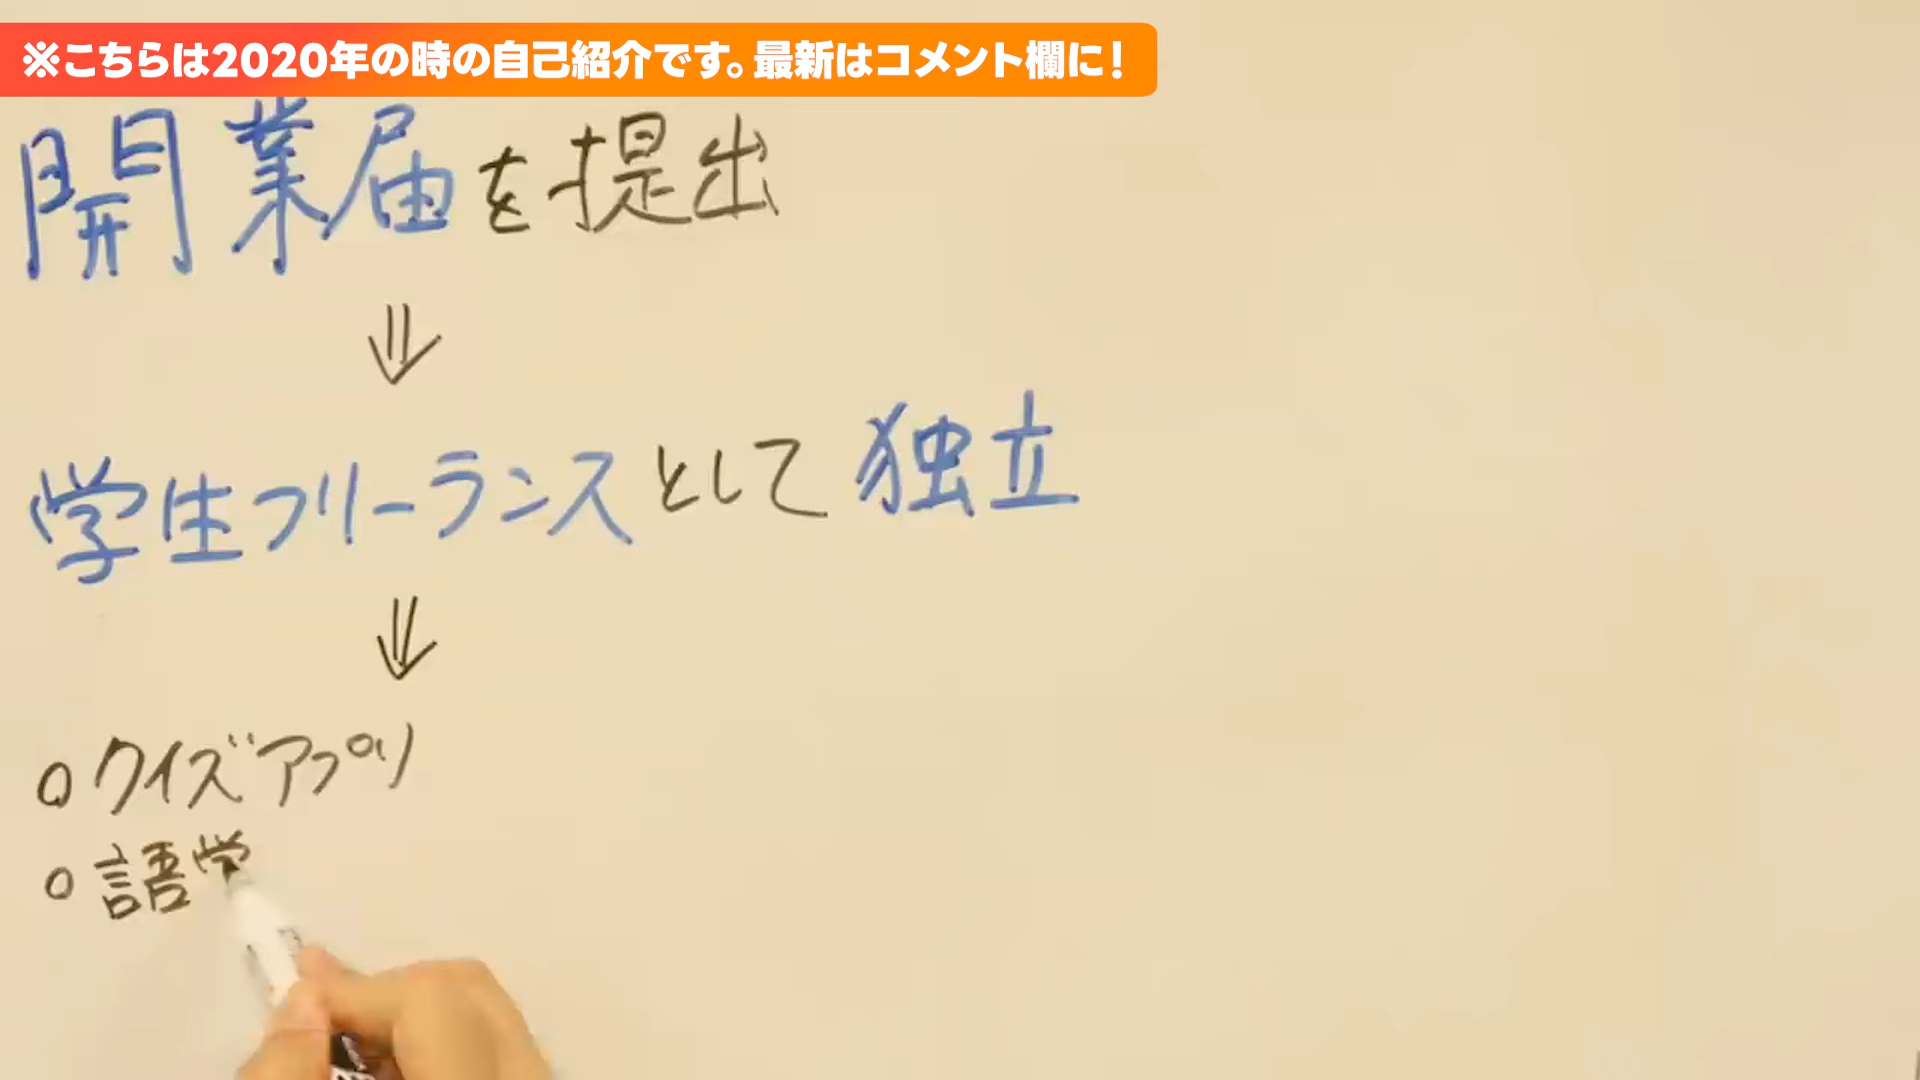 ※こちらは2020年の時の自己紹介です。最新はコメント欄に！
開業届を提出
⇓
学生フリーランスとして独立
⇓
○クイズアプリ
○語学